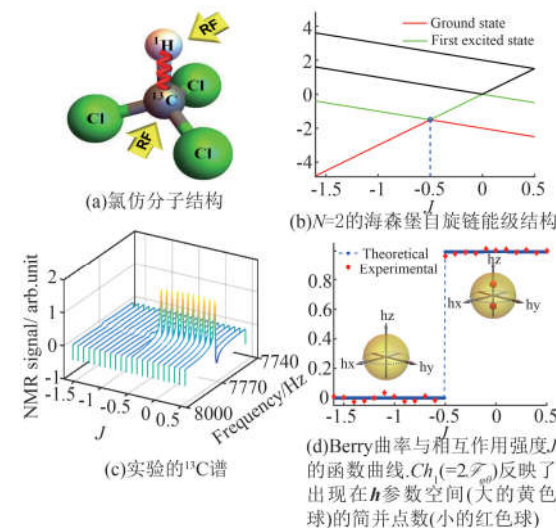 RF
¹H
¹³C
Cl
Cl
Cl
RF
(a)氯仿分子结构
Ground state
First excited state
4
2
0
-2
-4
-1.5
-1
-0.5
0
0.5
J
(b)N=2的海森堡自旋链能级结构
NMR signal/ arb.unit
2
1
0
-1
-1.5
-1
-0.5
0
0.5
J
8000
7770
7740
Frequency/Hz
(c)实验的¹³C谱
Theoretical
Experimental
0.8
0.6
0.4
0.2
0
hz
hx
hy
hz
hx
hy
-1.5
-1
-0.5
0
0.5
(d)Berry曲率与相互作用强度J
的函数曲线.Ch₁(=2ℱ)反映了
出现在h参数空间(大的黄色
球)的简并点数(小的红色球)